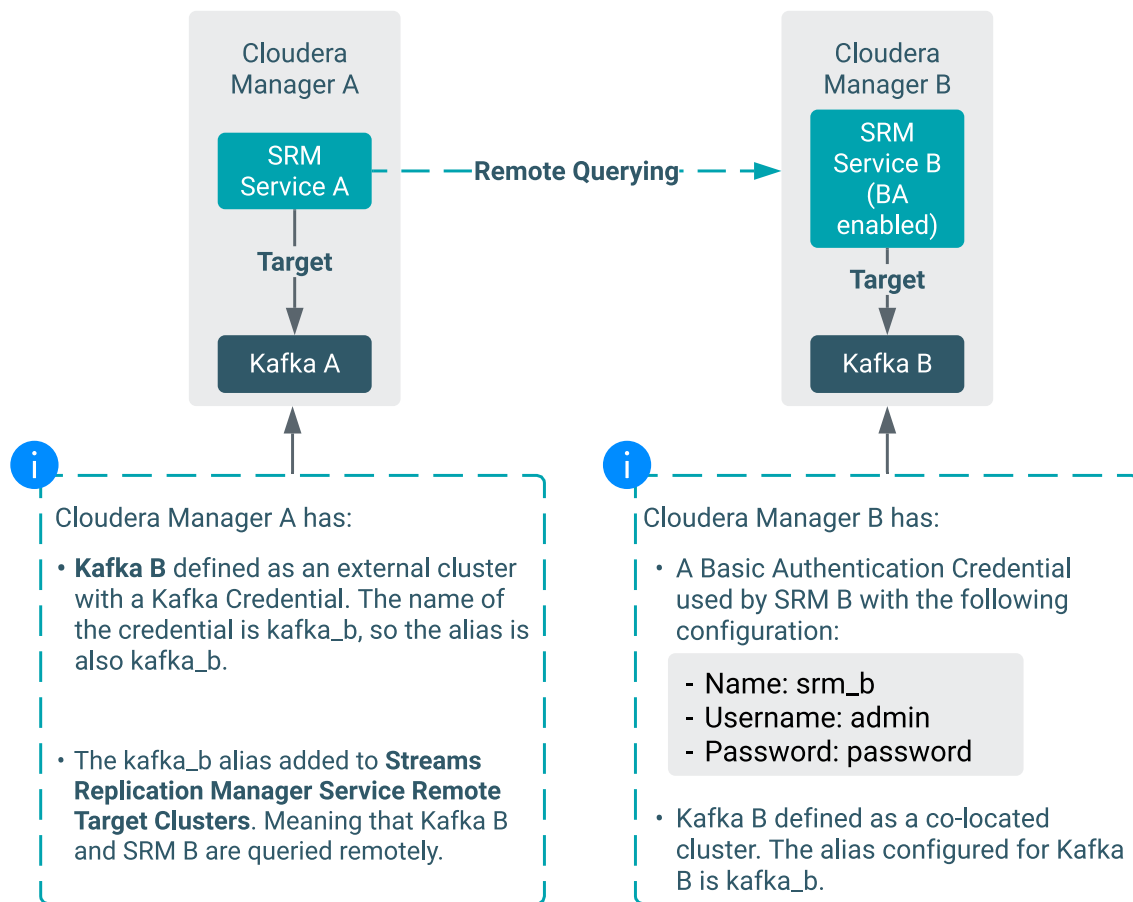 Cloudera
Manager A
SRM
Service A
Target
Kafka A
Remote Querying
Cloudera
Manager B
SRM
Service B
(BA
enabled)
Target
Kafka B
i
Cloudera Manager A has:
• Kafka B defined as an external cluster
with a Kafka Credential. The name of
the credential is kafka_b, so the alias is
also kafka_b.
• The kafka_b alias added to Streams
Replication Manager Service Remote
Target Clusters. Meaning that Kafka B
and SRM B are queried remotely.
i
Cloudera Manager B has:
• A Basic Authentication Credential
used by SRM B with the following
configuration:
- Name: srm_b
- Username: admin
- Password: password
• Kafka B defined as a co-located
cluster. The alias configured for Kafka
B is kafka_b.